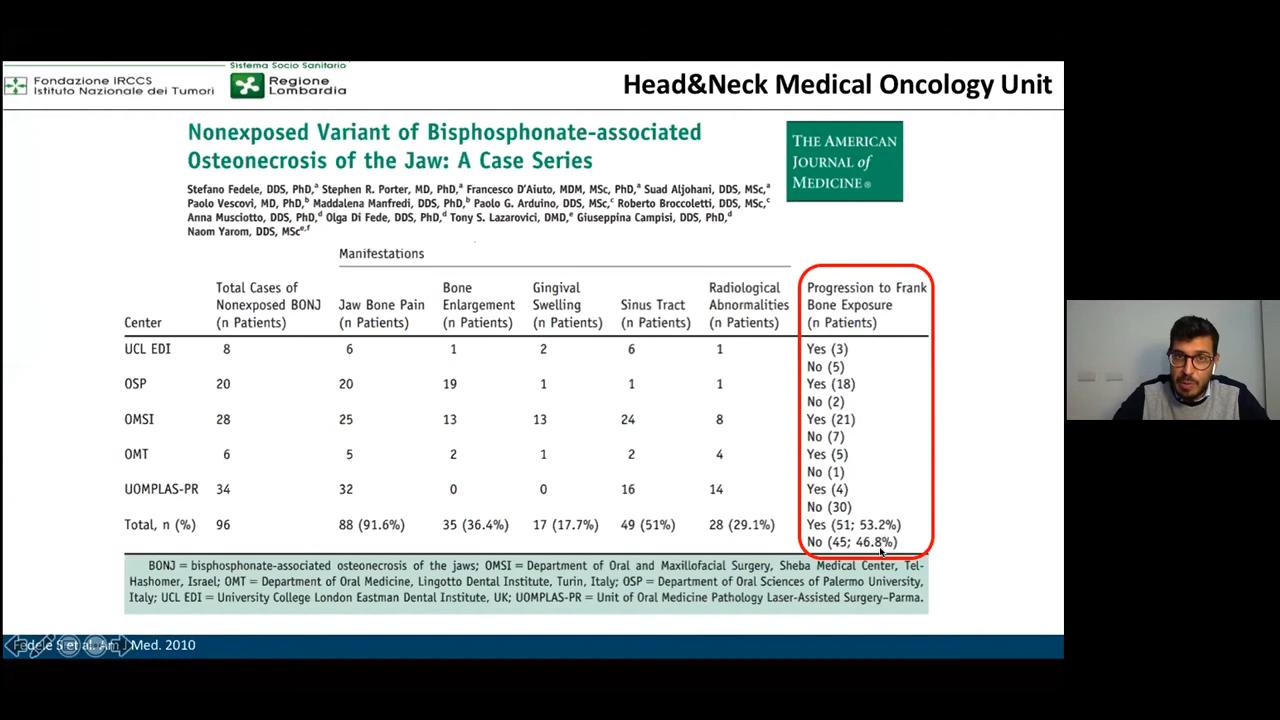 Sistema Socio Sanitario
Fondazione IRCCS
Istituto Nazionale dei Tumori
Regione
Lombardia
Head&Neck Medical Oncology Unit
Nonexposed Variant of Bisphosphonate-associated
Osteonecrosis of the Jaw: A Case Series
THE AMERICAN
JOURNAL of
MEDICINE®
Stefano Fedele, DDS, PhD,a Stephen R. Porter, MD, PhD,a Francesco D'Aiuto, MDM, MSc, PhD,a Suad Aljohani, DDS, MSc,a
Paolo Vescovi, MD, PhD,b Maddalena Manfredi, DDS, PhD,b Paolo G. Arduino, DDS, MSc,c Roberto Broccoletti, DDS, MSc,c
Anna Musciotto, DDS, PhD,d Olga Di Fede, DDS, PhD,d Tony S. Lazarovici, DMD,e Giuseppina Campisi, DDS, PhD,d
Naom Yarom, DDS, MSce,f
Manifestations
Center
Total Cases of
Nonexposed BONJ
(n Patients)
Jaw Bone Pain
(n Patients)
Bone
Enlargement
(n Patients)
Gingival
Swelling
(n Patients)
Sinus Tract
(n Patients)
Radiological
Abnormalities
(n Patients)
Progression to Frank
Bone Exposure
(n Patients)
UCL EDI 8 6 1 2 6 1 Yes (3)
No (5)
OSP 20 20 19 1 1 1 Yes (18)
No (2)
OMSI 28 25 13 13 24 8 Yes (21)
No (7)
OMT 6 5 2 1 2 4 Yes (5)
No (1)
UOMPLAS-PR 34 32 0 0 16 14 Yes (4)
No (30)
Total, n (%) 96 88 (91.6%) 35 (36.4%) 17 (17.7%) 49 (51%) 28 (29.1%) Yes (51; 53.2%)
No (45; 46.8%)
BONJ = bisphosphonate-associated osteonecrosis of the jaws; OMSI = Department of Oral and Maxillofacial Surgery, Sheba Medical Center, Tel-
Hashomer, Israel; OMT = Department of Oral Medicine, Lingotto Dental Institute, Turin, Italy; OSP = Department of Oral Sciences of Palermo University,
Italy; UCL EDI = University College London Eastman Dental Institute, UK; UOMPLAS-PR = Unit of Oral Medicine Pathology Laser-Assisted Surgery–Parma.
Fedele S et al. Am J Med. 2010